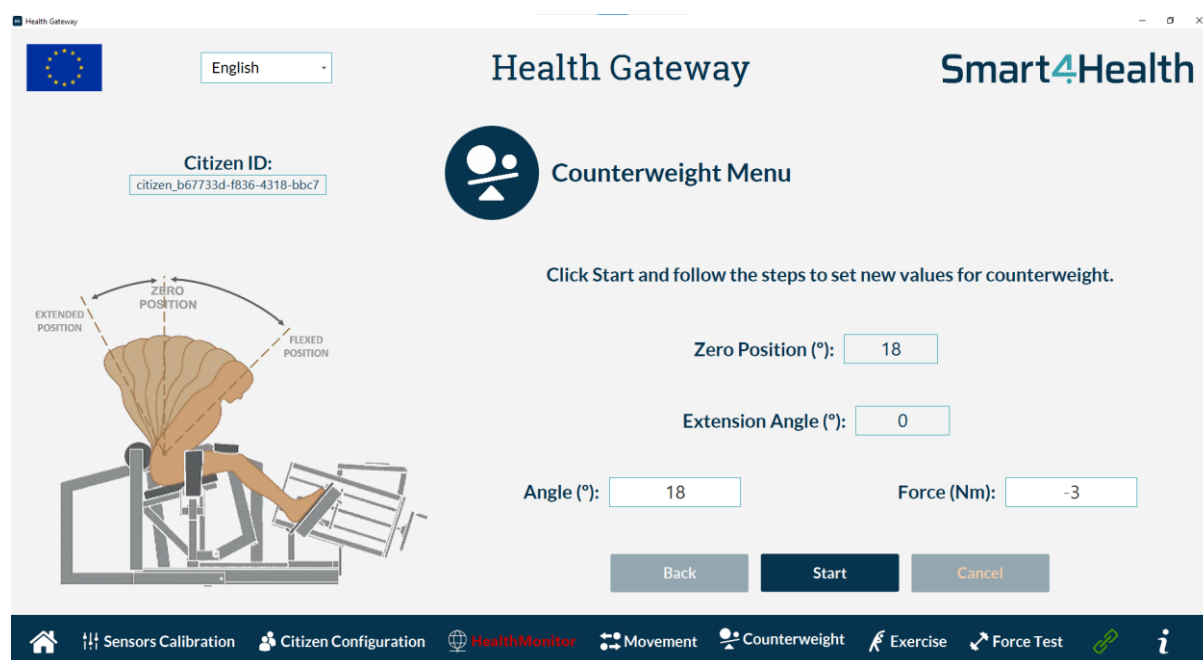 Health Gateway
English
Health Gateway
Smart4Health
Citizen ID:
citizen_b67733d-f836-4318-bbc7
Counterweight Menu
Click Start and follow the steps to set new values for counterweight.
ZERO
POSITION
EXTENDED
POSITION
FLEXED
POSITION
Zero Position (º): 18
Extension Angle (º): 0
Angle (º): 18 Force (Nm): -3
Back Start Cancel
Sensors Calibration Citizen Configuration HealthMonitor Movement Counterweight Exercise Force Test i